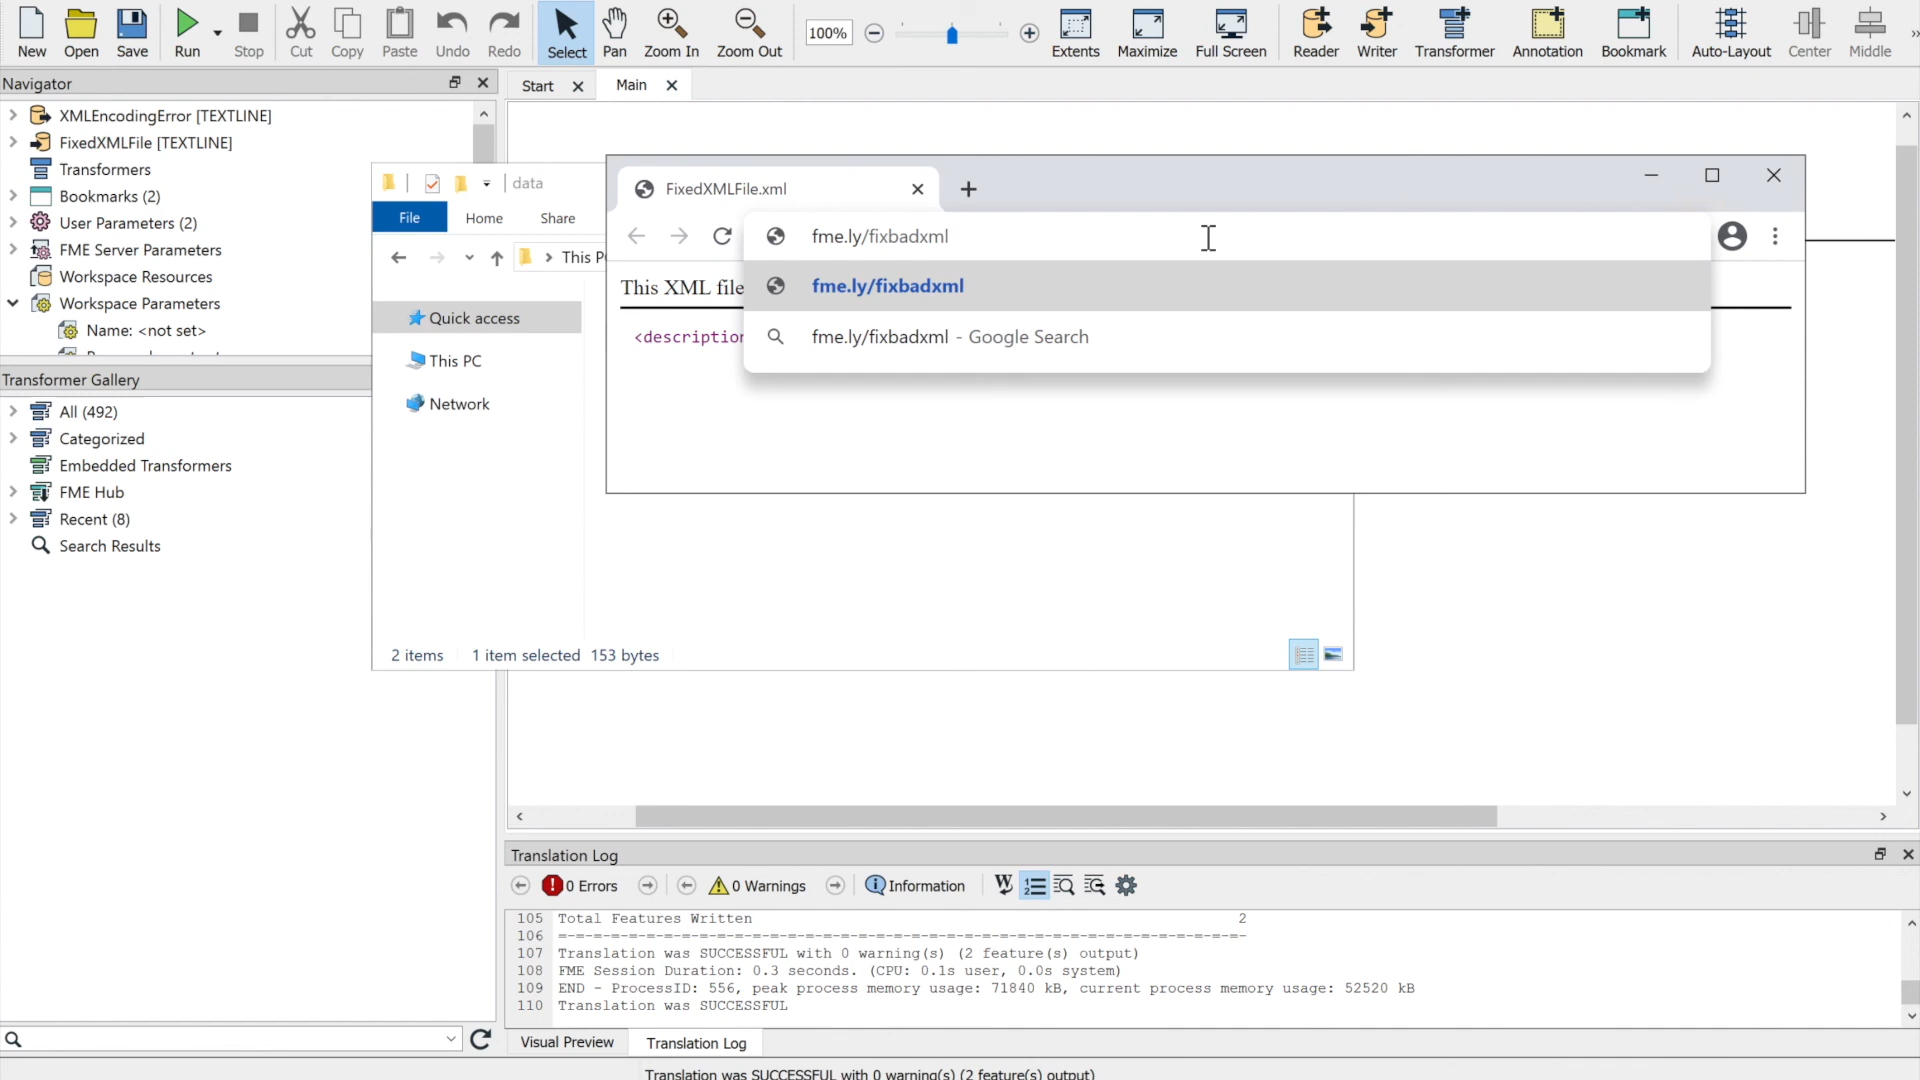 New Open Save Run Stop Cut Copy Paste Undo Redo Select Pan Zoom In Zoom Out 100% Extents Maximize Full Screen Reader Writer Transformer Annotation Bookmark Auto-Layout Center Middle
Navigator
XMLEncodingError [TEXTLINE]
FixedXMLFile [TEXTLINE]
Transformers
Bookmarks (2)
User Parameters (2)
FME Server Parameters
Workspace Resources
Workspace Parameters
Name: <not set>
Transformer Gallery
All (492)
Categorized
Embedded Transformers
FME Hub
Recent (8)
Search Results
Start
Main
data
File Home Share
This P
Quick access
This PC
Network
2 items 1 item selected 153 bytes
FixedXMLFile.xml
fme.ly/fixbadxml
This XML file
fme.ly/fixbadxml
<description
fme.ly/fixbadxml - Google Search
Translation Log
0 Errors 0 Warnings Information
105 Total Features Written 2
106 =-=-=-=-=-=-=-=-=-=-=-=-=-=-=-=-=-=-=-=-=-=-=-=-=-=-=-=-=-=-=-=-=-=-=-=-=-=-
107 Translation was SUCCESSFUL with 0 warning(s) (2 feature(s) output)
108 FME Session Duration: 0.3 seconds. (CPU: 0.1s user, 0.0s system)
109 END - ProcessID: 556, peak process memory usage: 71840 kB, current process memory usage: 52520 kB
110 Translation was SUCCESSFUL
Visual Preview Translation Log
Translation was SUCCESSFUL with 0 warning(s) (2 feature(s) output)